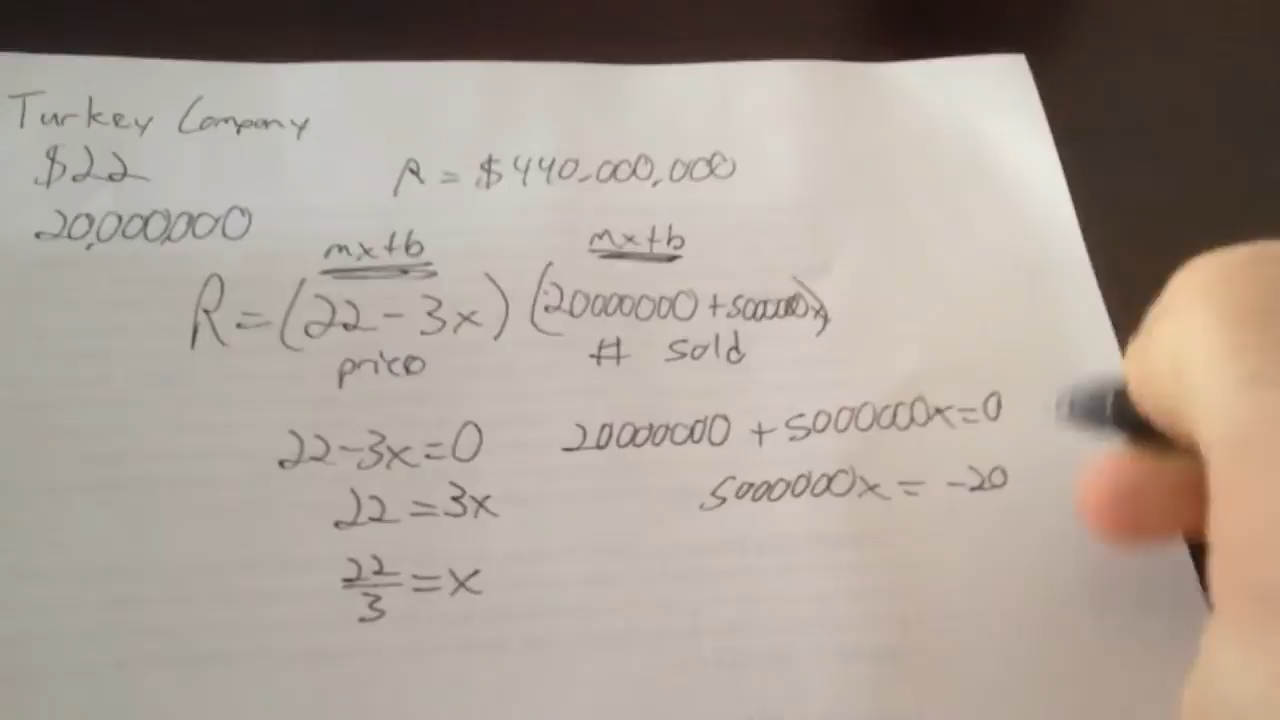 Turkey Company
$22
R = $440,000,000
20,000,000
mx+b
mx+b
R=(22-3x)(20000000+5000000x)
price
# sold
22-3x=0
20000000+5000000x=0
22=3x
5000000x=-20
22/3=x